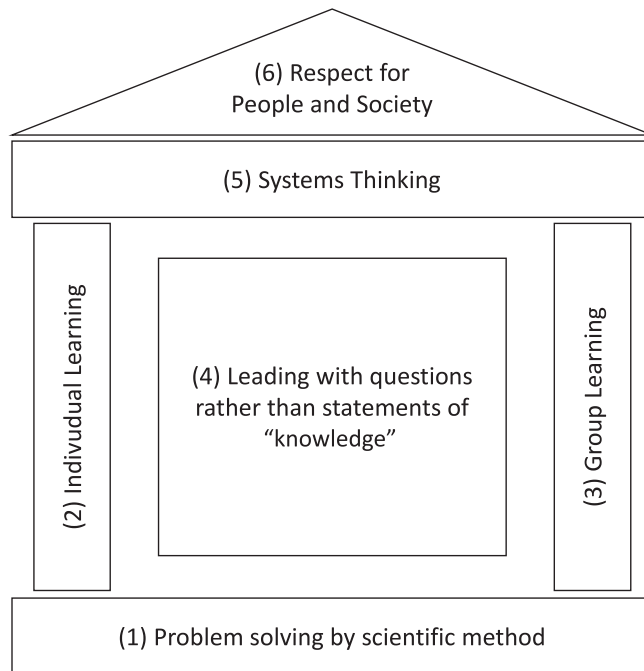 (6) Respect for
People and Society
(5) Systems Thinking
(2) Indivudual Learning
(4) Leading with questions
rather than statements of
“knowledge”
(3) Group Learning
(1) Problem solving by scientific method